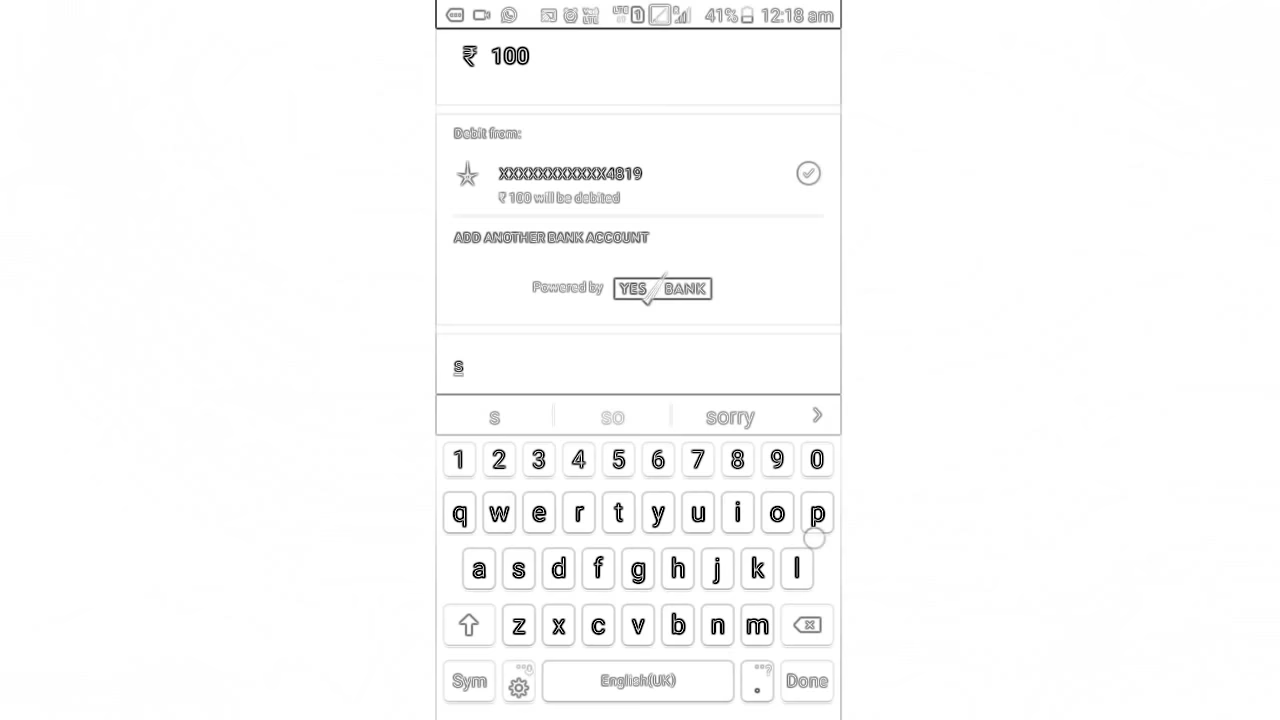 41% 12:18 am
₹ 100
Debit from:
XXXXXXXXXXX4819
₹ 100 will be debited
ADD ANOTHER BANK ACCOUNT
Powered by YES BANK
s
s so sorry
1 2 3 4 5 6 7 8 9 0
q w e r t y u i o p
a s d f g h j k l
z x c v b n m
Sym English(UK) . Done